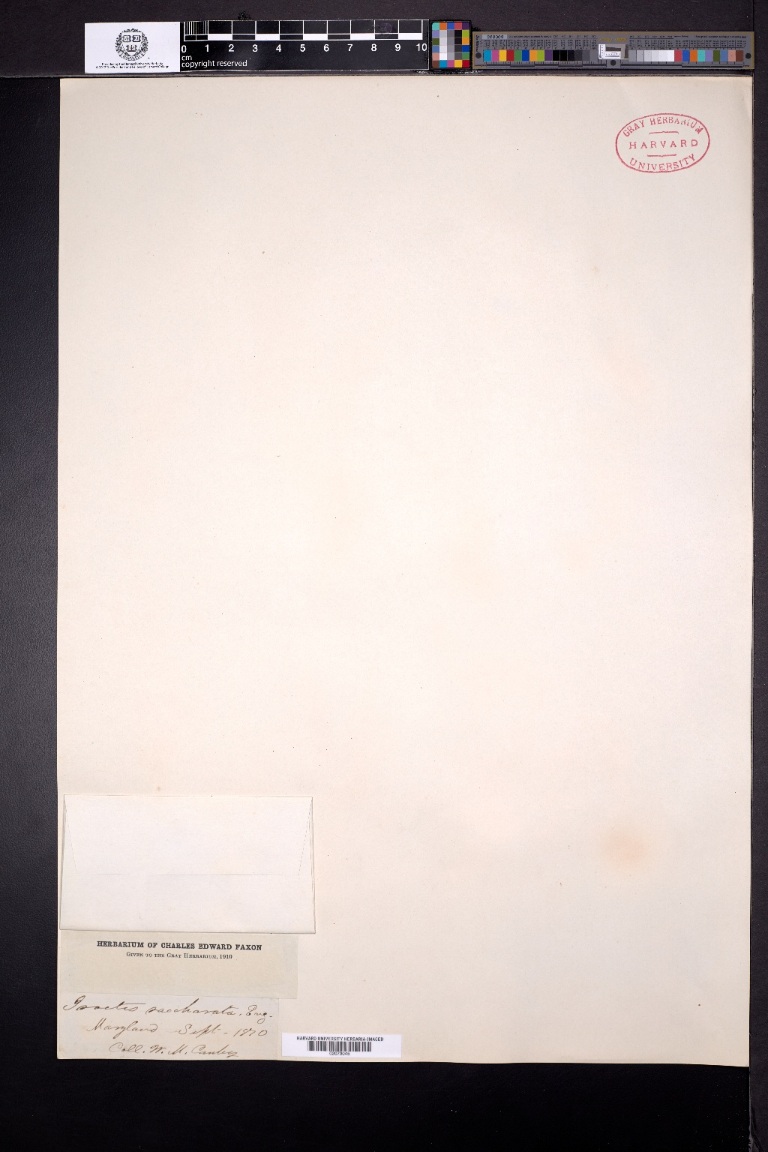 0 1 2 3 4 5 6 7 8 9 10
cm
copyright reserved
GRAY HERBARIUM
HARVARD
UNIVERSITY
HERBARIUM OF CHARLES EDWARD FAXON
GIVEN TO THE GRAY HERBARIUM, 1919
Isoetes saccharata. Eng.
Maryland Sept. 1870
Coll. W. M. Canby
HARVARD UNIVERSITY HERBARIA IMAGED